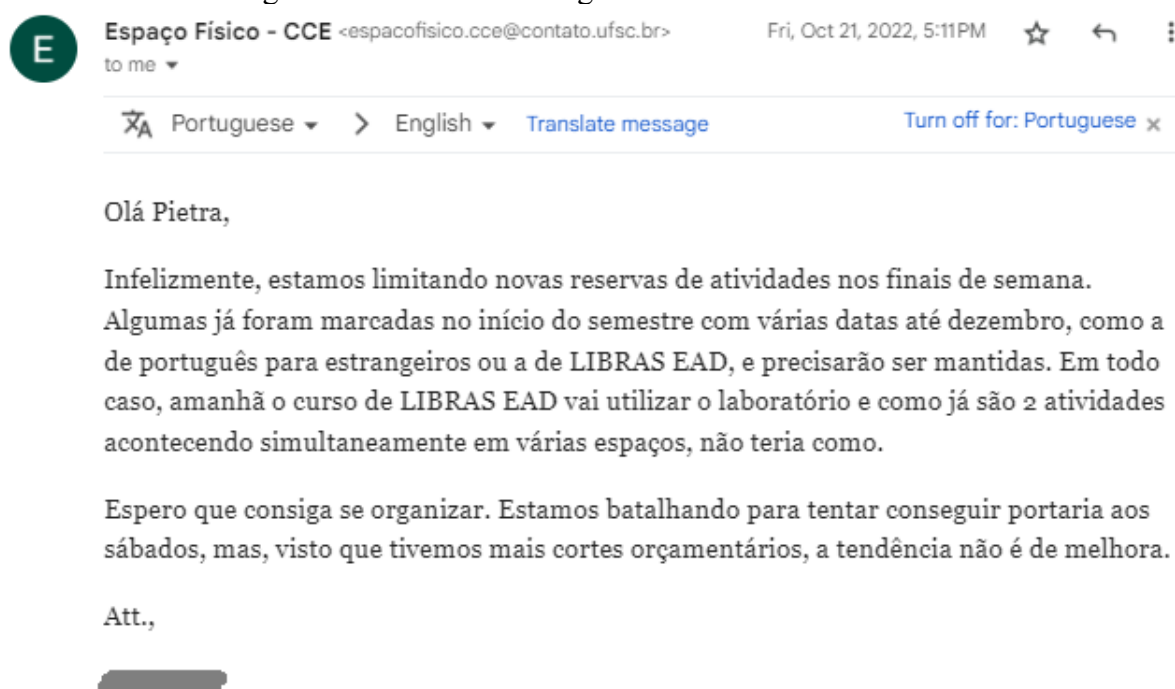 E
Espaço Físico - CCE <espacofisico.cce@contato.ufsc.br> Fri, Oct 21, 2022, 5:11 PM
to me
Portuguese > English Translate message Turn off for: Portuguese x
Olá Pietra,
Infelizmente, estamos limitando novas reservas de atividades nos finais de semana.
Algumas já foram marcadas no início do semestre com várias datas até dezembro, como a
de português para estrangeiros ou a de LIBRAS EAD, e precisarão ser mantidas. Em todo
caso, amanhã o curso de LIBRAS EAD vai utilizar o laboratório e como já são 2 atividades
acontecendo simultaneamente em várias espaços, não teria como.
Espero que consiga se organizar. Estamos batalhando para tentar conseguir portaria aos
sábados, mas, visto que tivemos mais cortes orçamentários, a tendência não é de melhora.
Att.,